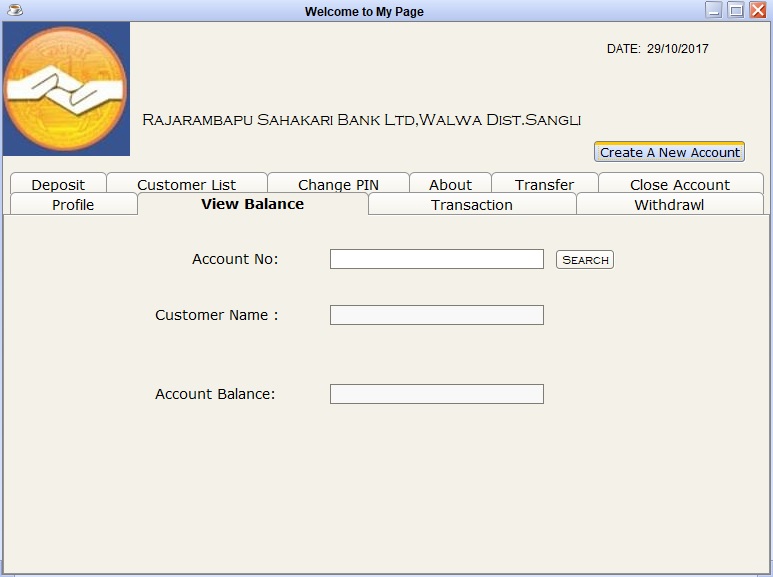 Welcome to My Page
DATE: 29/10/2017
Rajarambapu Sahakari Bank Ltd,Walwa Dist.Sangli
Create A New Account
Deposit Customer List Change PIN About Transfer Close Account
Profile View Balance Transaction Withdrawl
Account No: Search
Customer Name :
Account Balance: